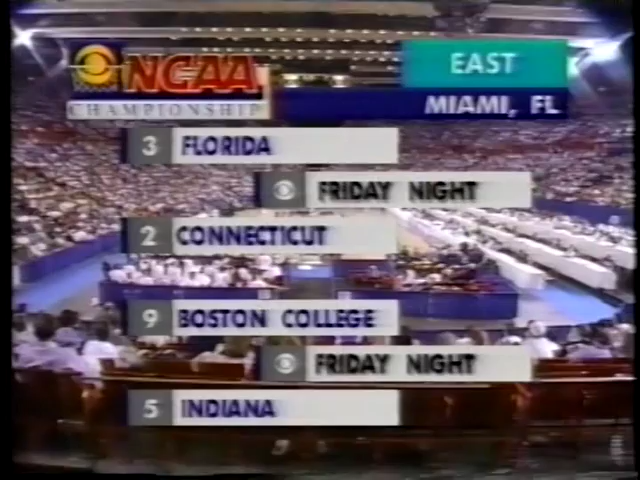 NCAA
EAST
CHAMPIONSHIP
MIAMI, FL
3 FLORIDA
FRIDAY NIGHT
2 CONNECTICUT
9 BOSTON COLLEGE
FRIDAY NIGHT
5 INDIANA